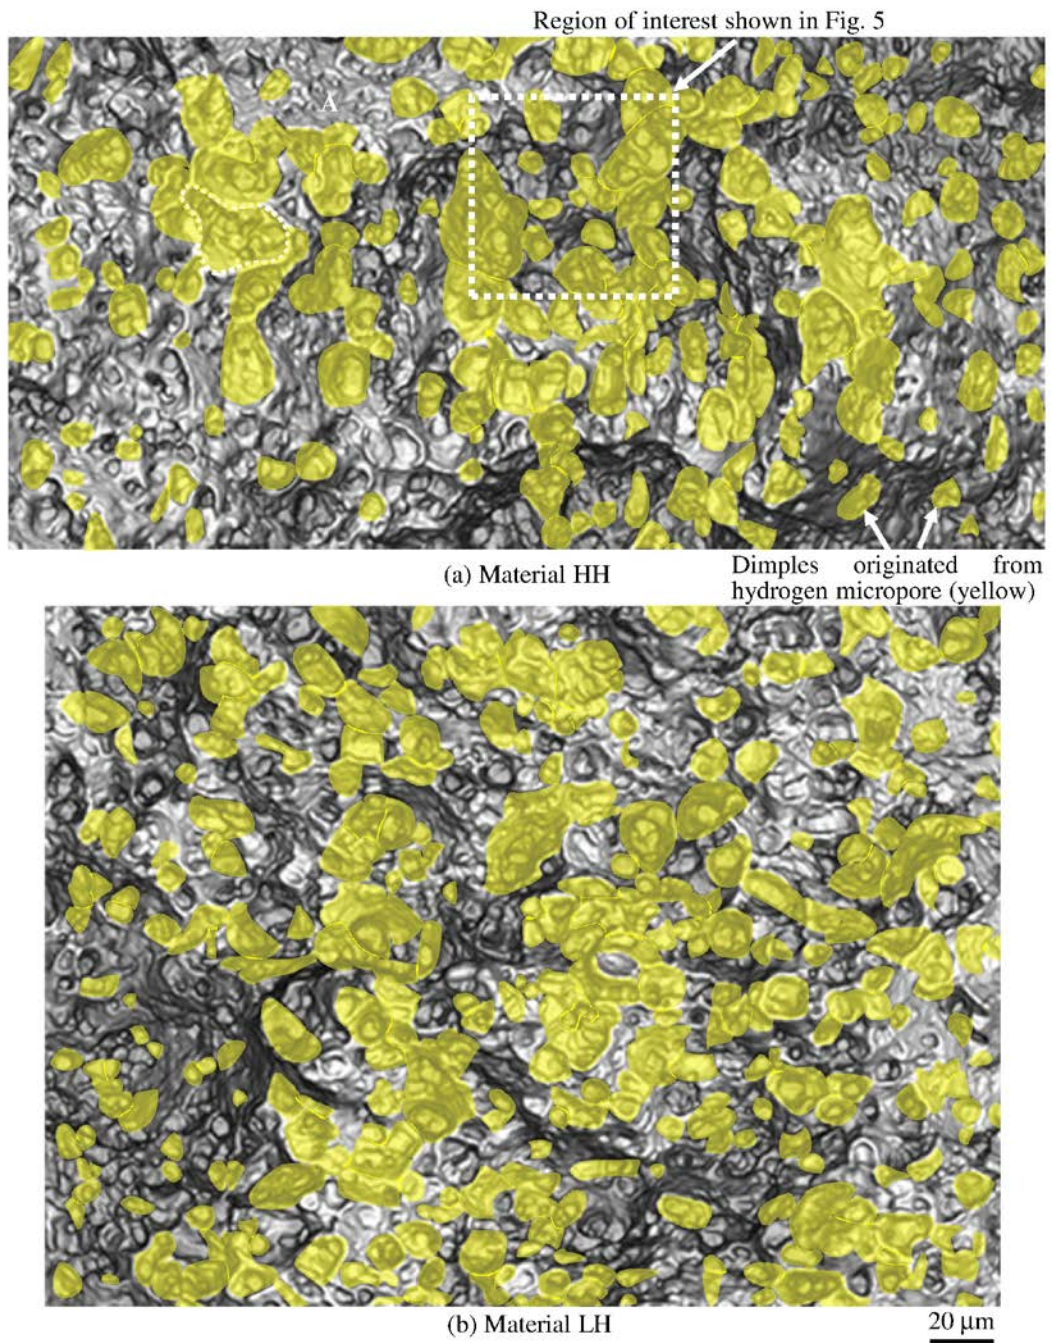 Region of interest shown in Fig. 5
A
(a) Material HH
Dimples originated from
hydrogen micropore (yellow)
(b) Material LH
20 μm